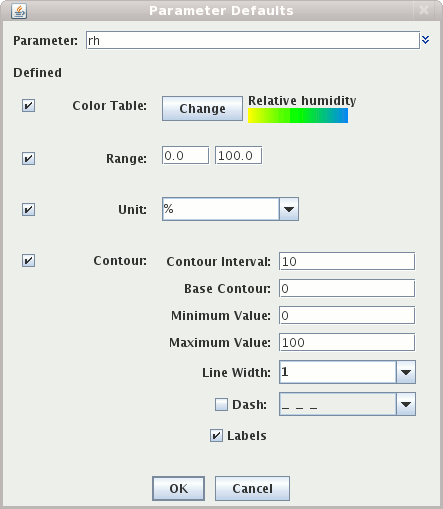 Parameter Defaults
Parameter: rh
Defined
Color Table: Change Relative humidity
Range: 0.0 100.0
Unit: %
Contour: Contour Interval: 10
Base Contour: 0
Minimum Value: 0
Maximum Value: 100
Line Width: 1
Dash: _ _ _
Labels
OK Cancel